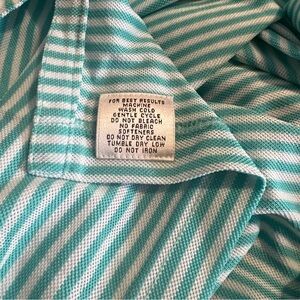 FOR BEST RESULTS
MACHINE
WASH COLD
GENTLE CYCLE
DO NOT BLEACH
NO FABRIC
SOFTENERS
DO NOT DRY CLEAN
TUMBLE DRY LOW
DO NOT IRON